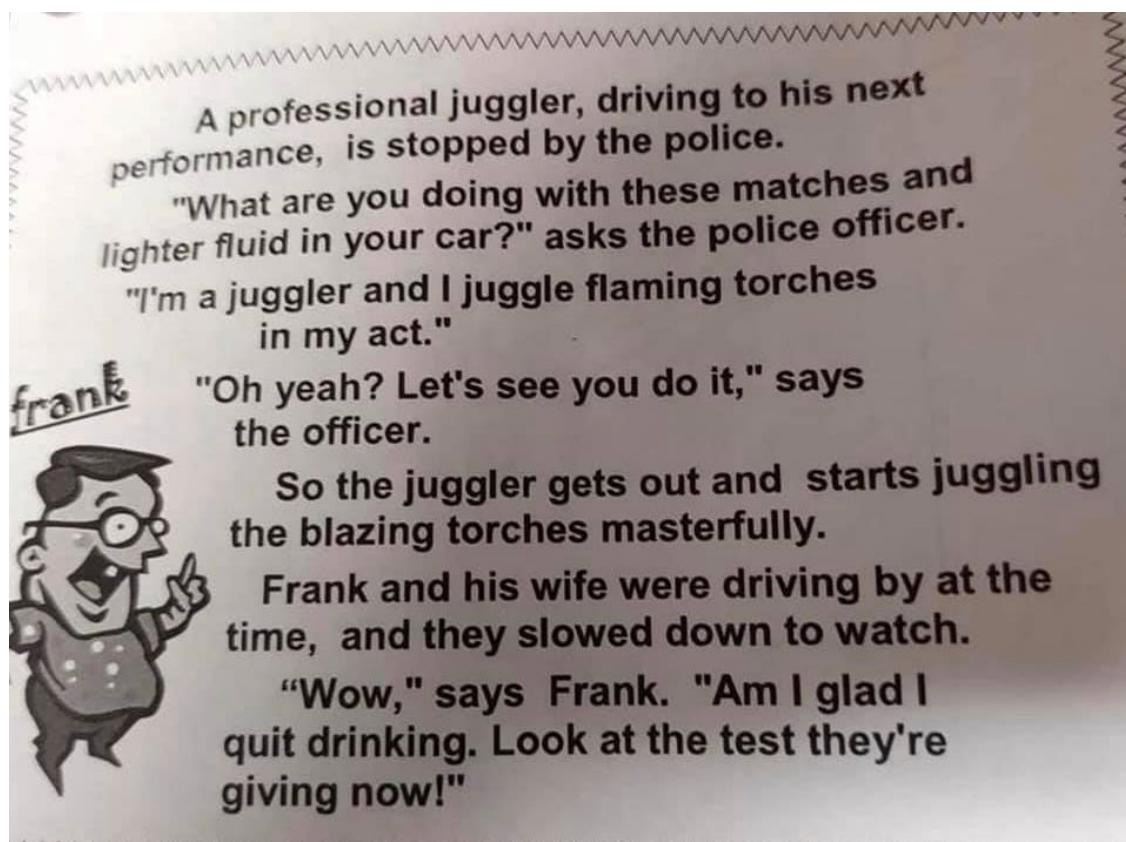 A professional juggler, driving to his next
performance, is stopped by the police.
"What are you doing with these matches and
lighter fluid in your car?" asks the police officer.
"I'm a juggler and I juggle flaming torches
in my act."
frank
"Oh yeah? Let's see you do it," says
the officer.
So the juggler gets out and starts juggling
the blazing torches masterfully.
Frank and his wife were driving by at the
time, and they slowed down to watch.
“Wow," says Frank. "Am I glad I
quit drinking. Look at the test they're
giving now!"